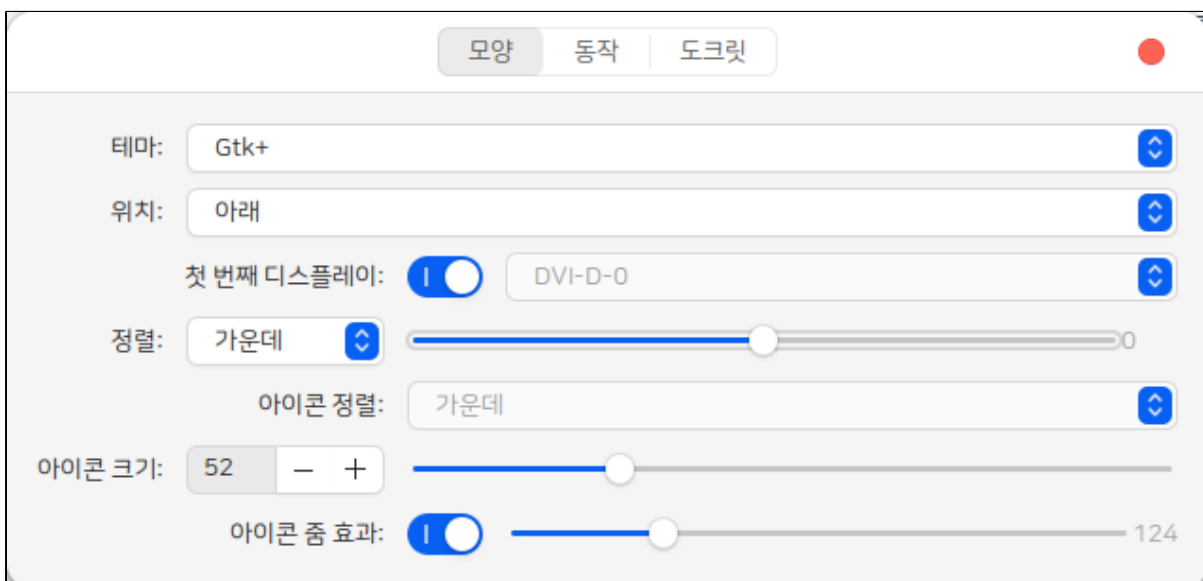 모양 동작 도크릿
테마: Gtk+
위치: 아래
첫 번째 디스플레이: DVI-D-0
정렬: 가운데 0
아이콘 정렬: 가운데
아이콘 크기: 52 − +
아이콘 줌 효과: 124